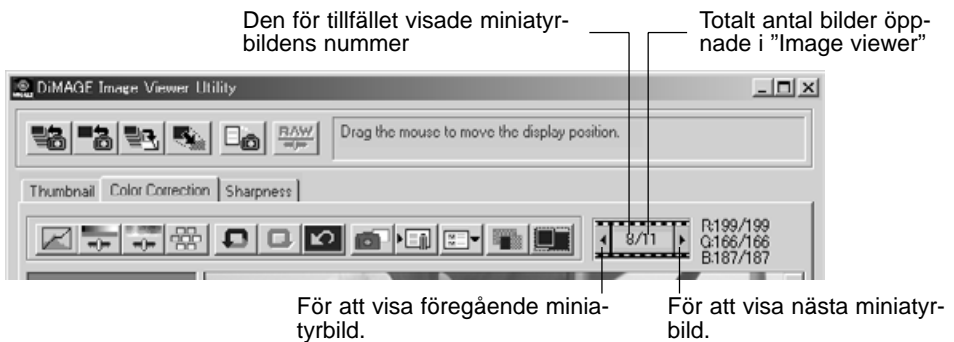 Den för tillfället visade miniatyr-
bildens nummer
Totalt antal bilder öpp-
nade i ”Image viewer”
DiMAGE Image Viewer Utility
RAW
Drag the mouse to move the display position.
Thumbnail Color Correction Sharpness
8/11
R:199/199
G:166/166
B:187/187
För att visa föregående minia-
tyrbild.
För att visa nästa miniatyr-
bild.